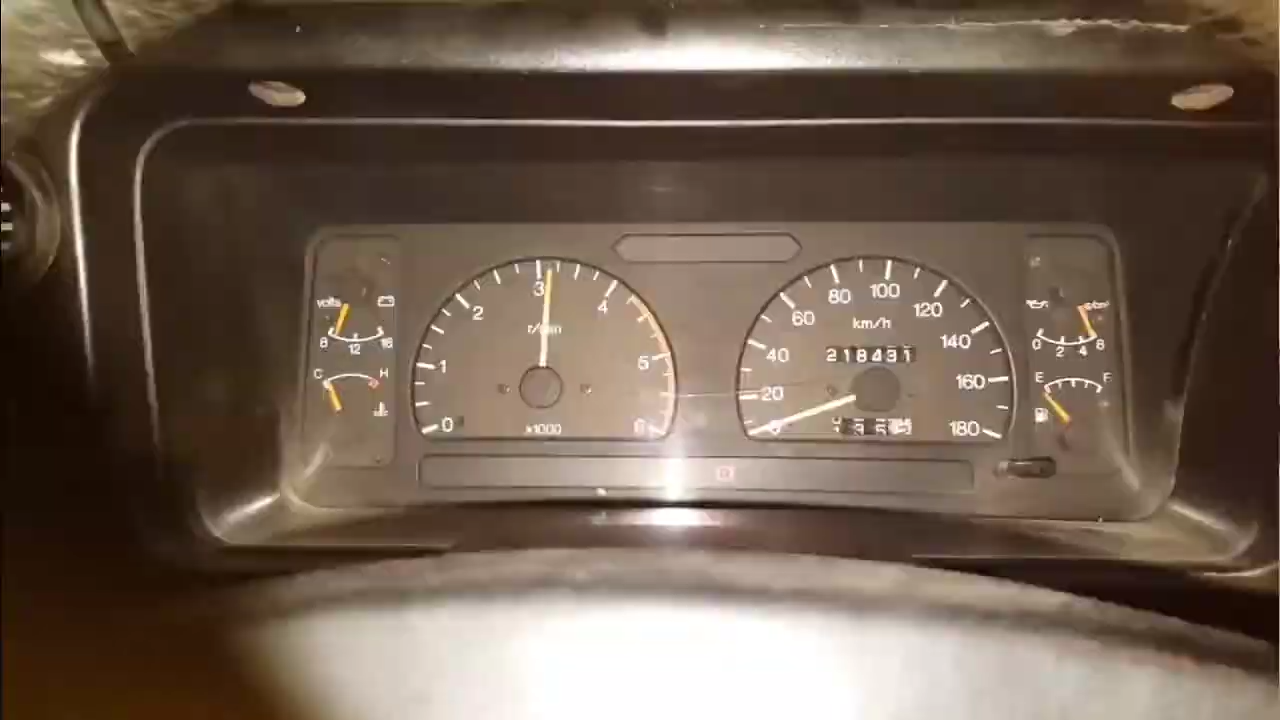 volts
8 12 16
C H
0 1 2 3 4 5 6
r/min
x1000
0 20 40 60 80 100 120 140 160 180
km/h
218431
0 2 4 8
E F